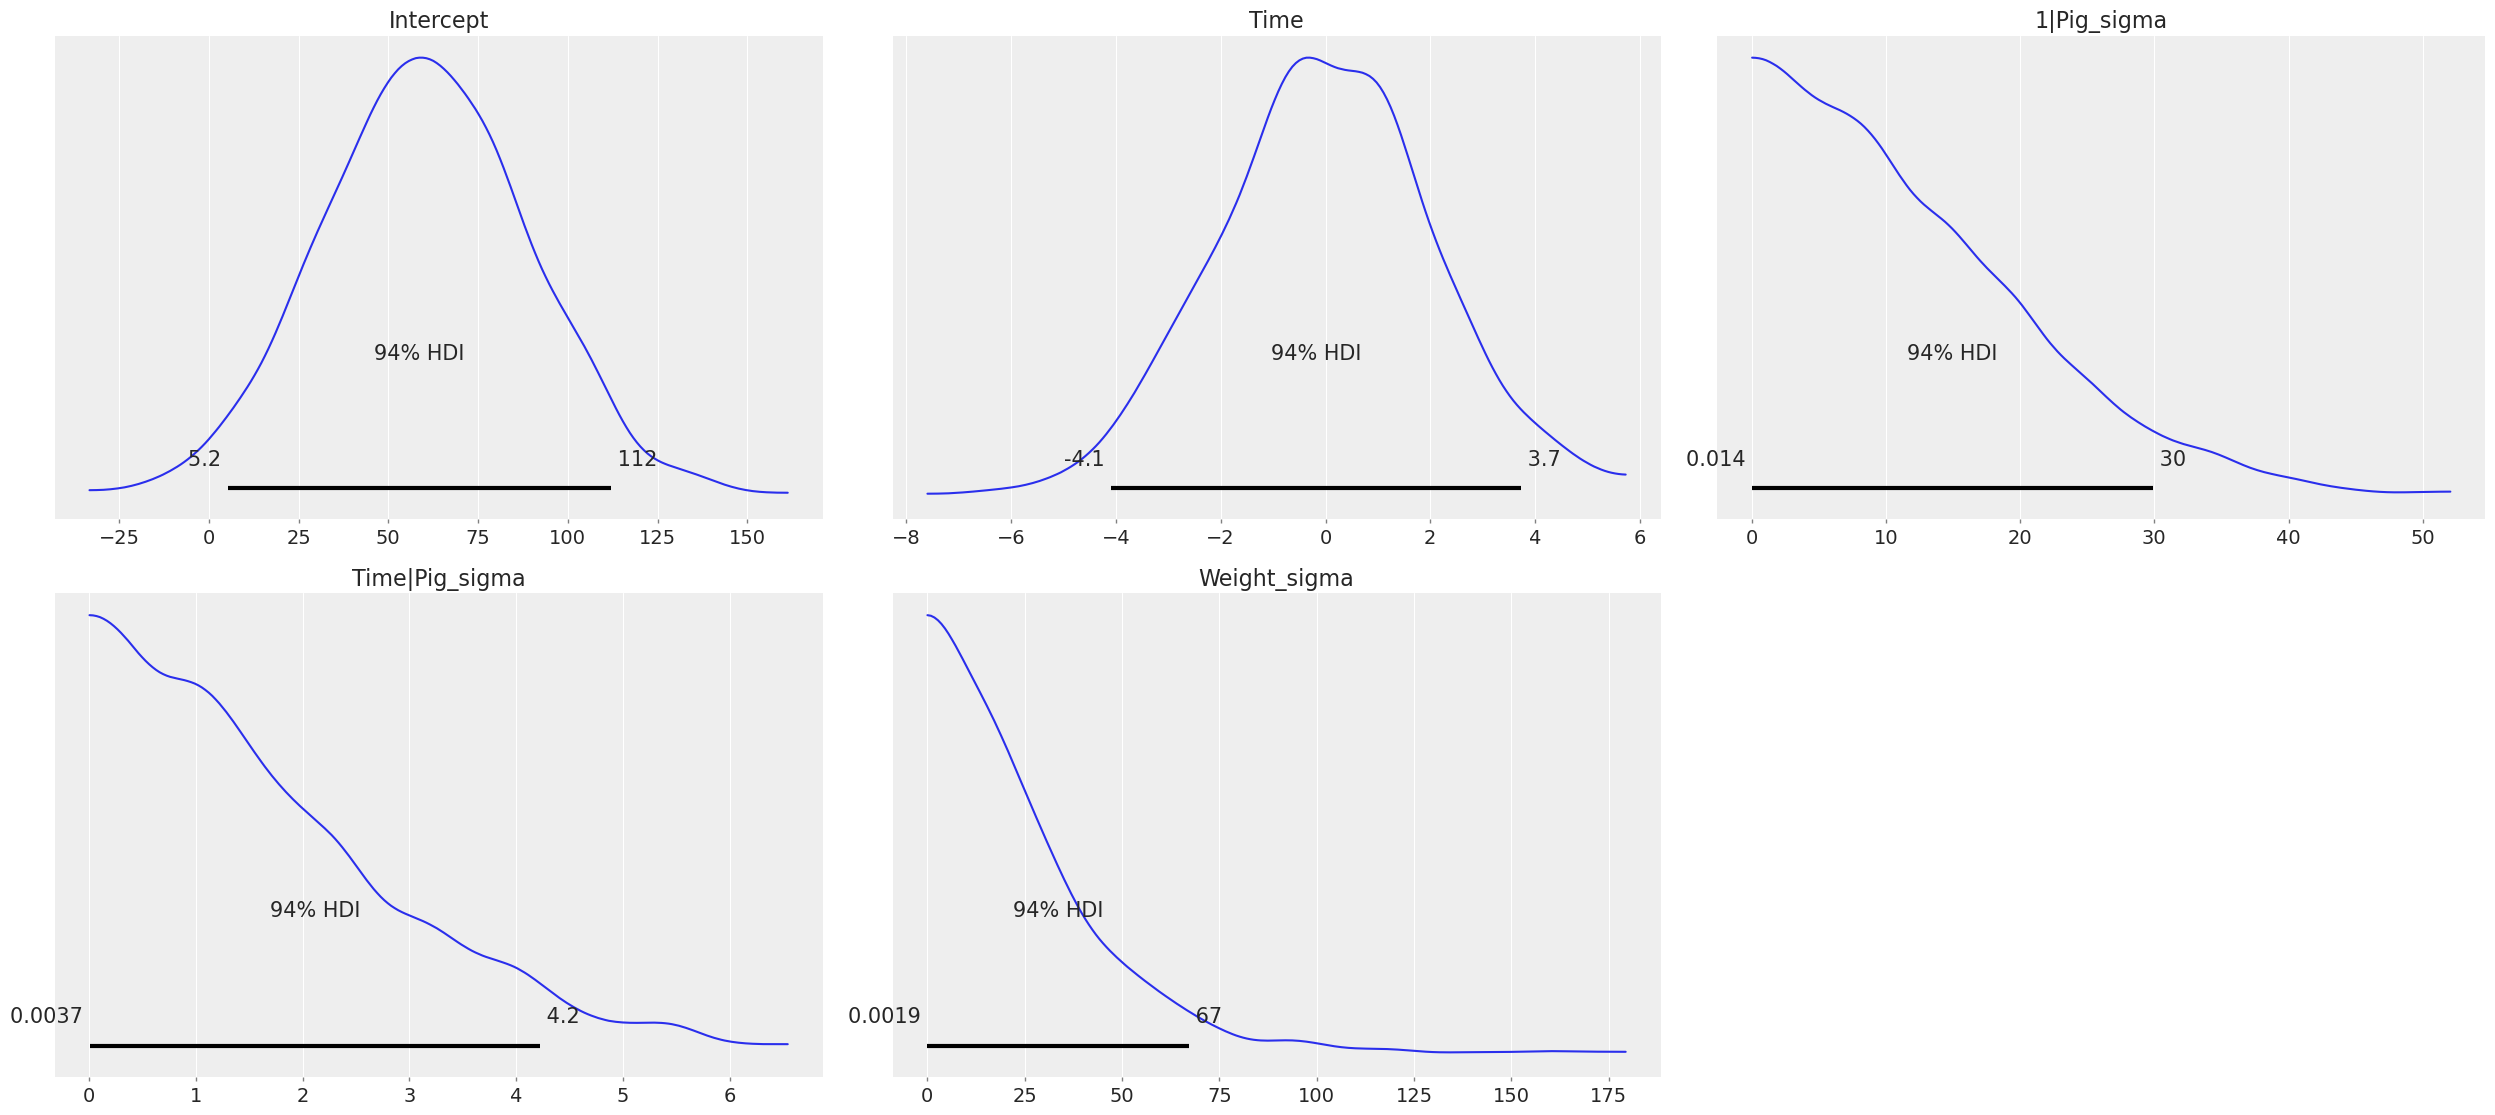 Intercept
94% HDI
5.2 112
−25 0 25 50 75 100 125 150
Time
94% HDI
-4.1 3.7
−8 −6 −4 −2 0 2 4 6
1|Pig_sigma
94% HDI
0.014 30
0 10 20 30 40 50
Time|Pig_sigma
94% HDI
0.0037 4.2
0 1 2 3 4 5 6
Weight_sigma
94% HDI
0.0019 67
0 25 50 75 100 125 150 175